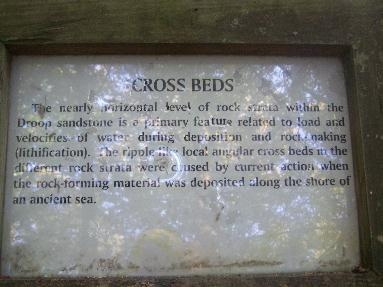 CROSS BEDS
The nearly horizontal level of rock strata within the
Droop sandstone is a primary feature related to load and
velocities of water during deposition and rock-making
(lithification). The ripple-like local angular cross beds in the
different rock strata were caused by current action when
the rock-forming material was deposited along the shore of
an ancient sea.